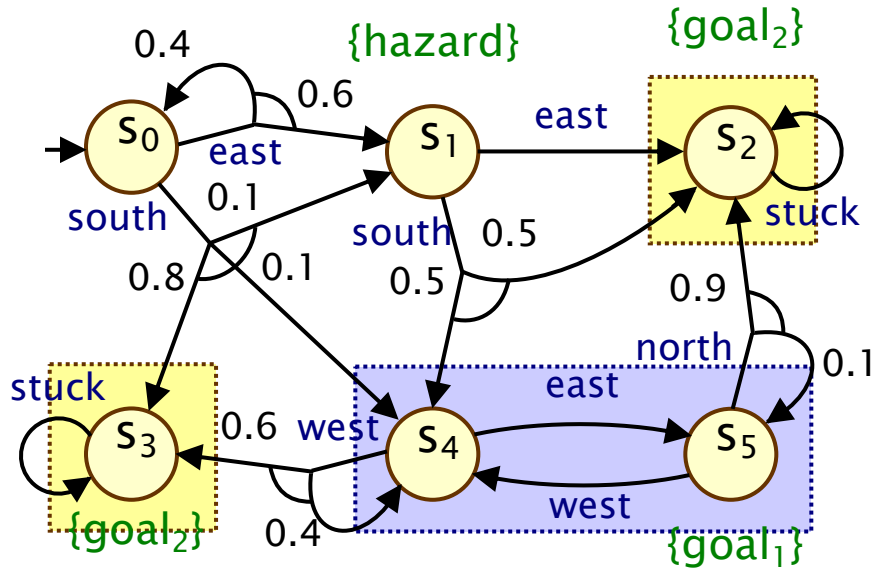 {goal₂}
{hazard}
0.4
0.6
s₀
s₁
s₂
east
east
0.1
south
south
stuck
0.5
0.1
0.8
0.5
0.9
north
0.1
stuck
east
0.6
west
s₃
s₄
s₅
west
0.4
{goal₂}
{goal₁}